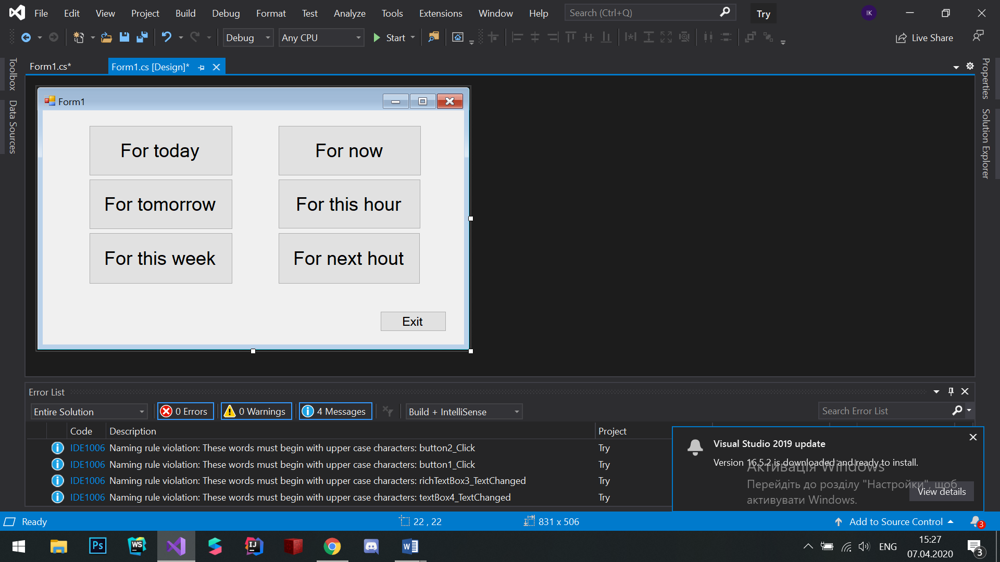 File Edit View Project Build Debug Format Test Analyze Tools Extensions Window Help Search (Ctrl+Q) Try IK
Debug Any CPU Start Live Share
Toolbox
Data Sources
Form1.cs* Form1.cs [Design]*
Properties
Solution Explorer
Form1
For today For now
For tomorrow For this hour
For this week For next hout
Exit
Error List
Entire Solution 0 Errors 0 Warnings 4 Messages Build + IntelliSense Search Error List
Code Description Project
IDE1006 Naming rule violation: These words must begin with upper case characters: button2_Click Try
IDE1006 Naming rule violation: These words must begin with upper case characters: button1_Click Try
IDE1006 Naming rule violation: These words must begin with upper case characters: richTextBox3_TextChanged Try
IDE1006 Naming rule violation: These words must begin with upper case characters: textBox4_TextChanged Try
Visual Studio 2019 update
Version 16.5.2 is downloaded and ready to install.
View details
Активація Windows
Перейдіть до розділу "Настройки", щоб
активувати Windows.
Ready 22 , 22 831 x 506 Add to Source Control 3
Ps WS IJ W ENG 15:27
07.04.2020 3